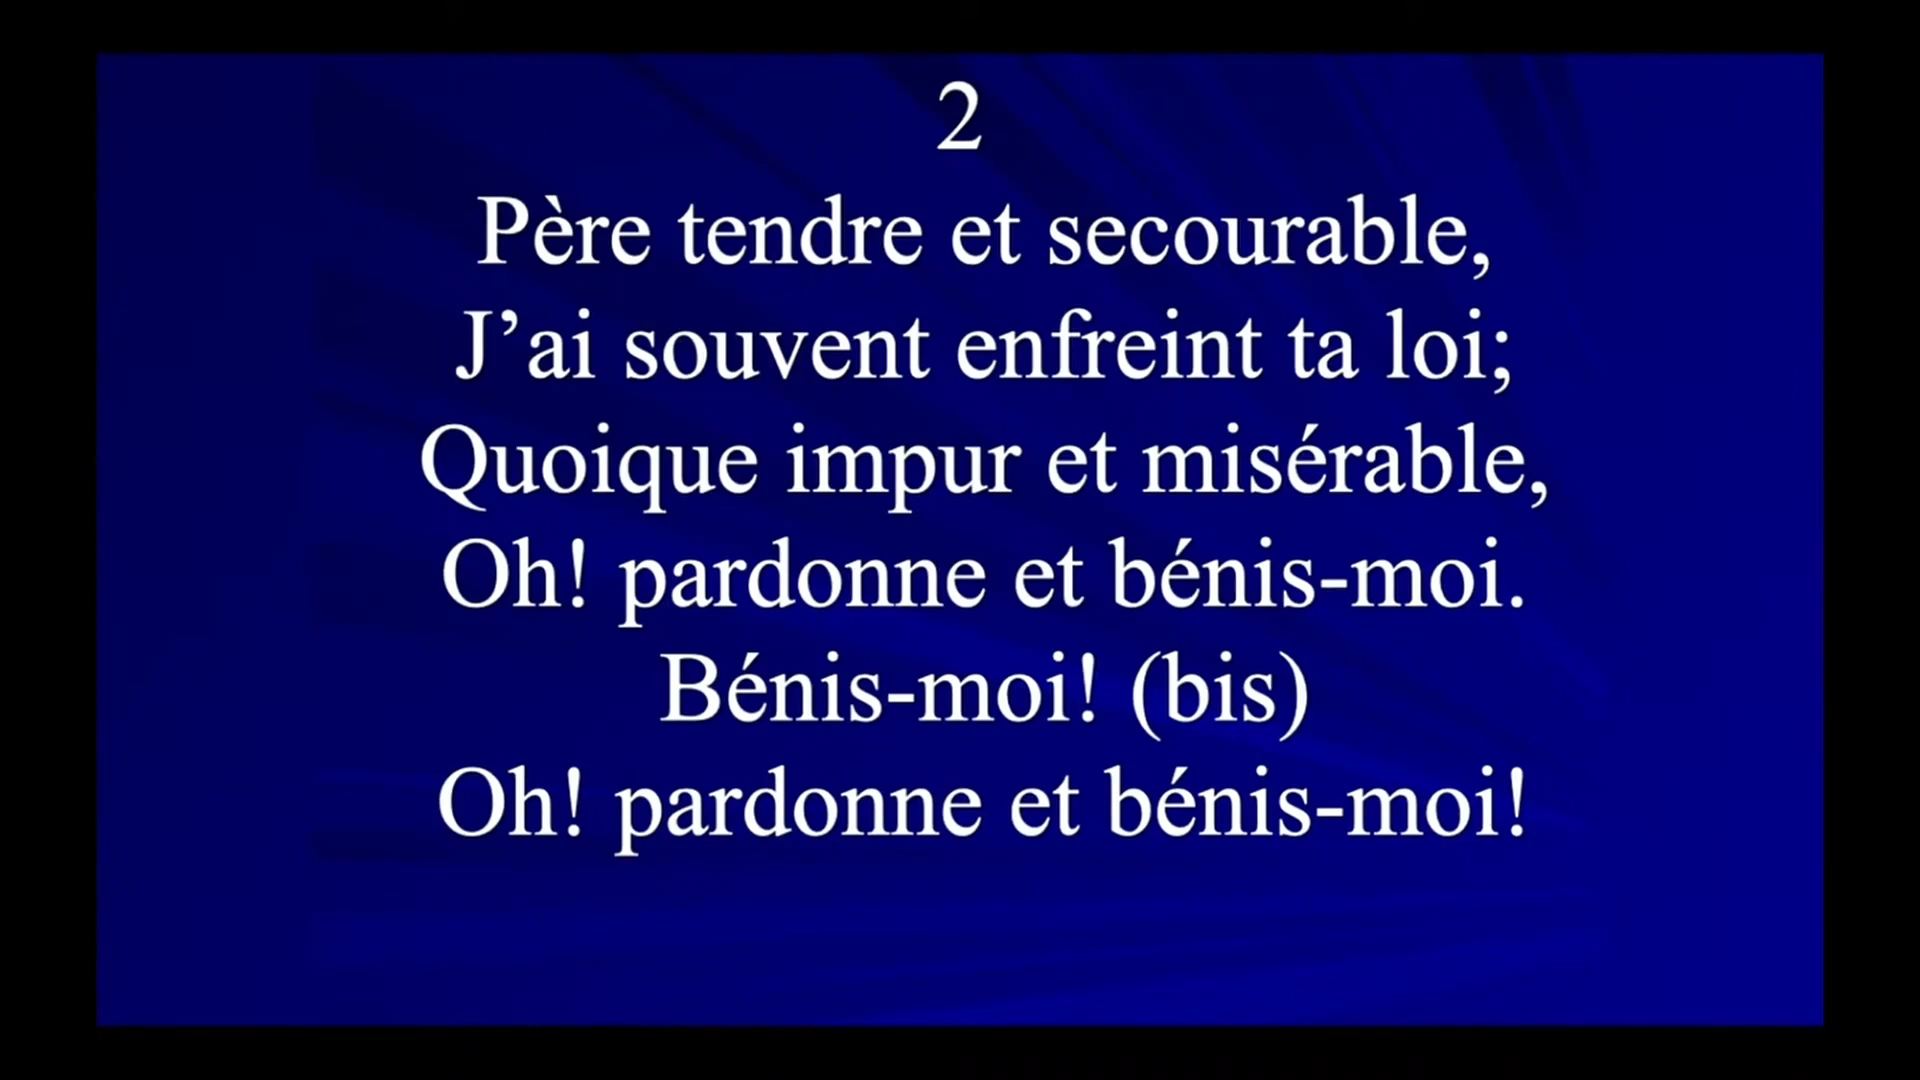 2
Père tendre et secourable,
J’ai souvent enfreint ta loi;
Quoique impur et misérable,
Oh! pardonne et bénis-moi.
Bénis-moi! (bis)
Oh! pardonne et bénis-moi!